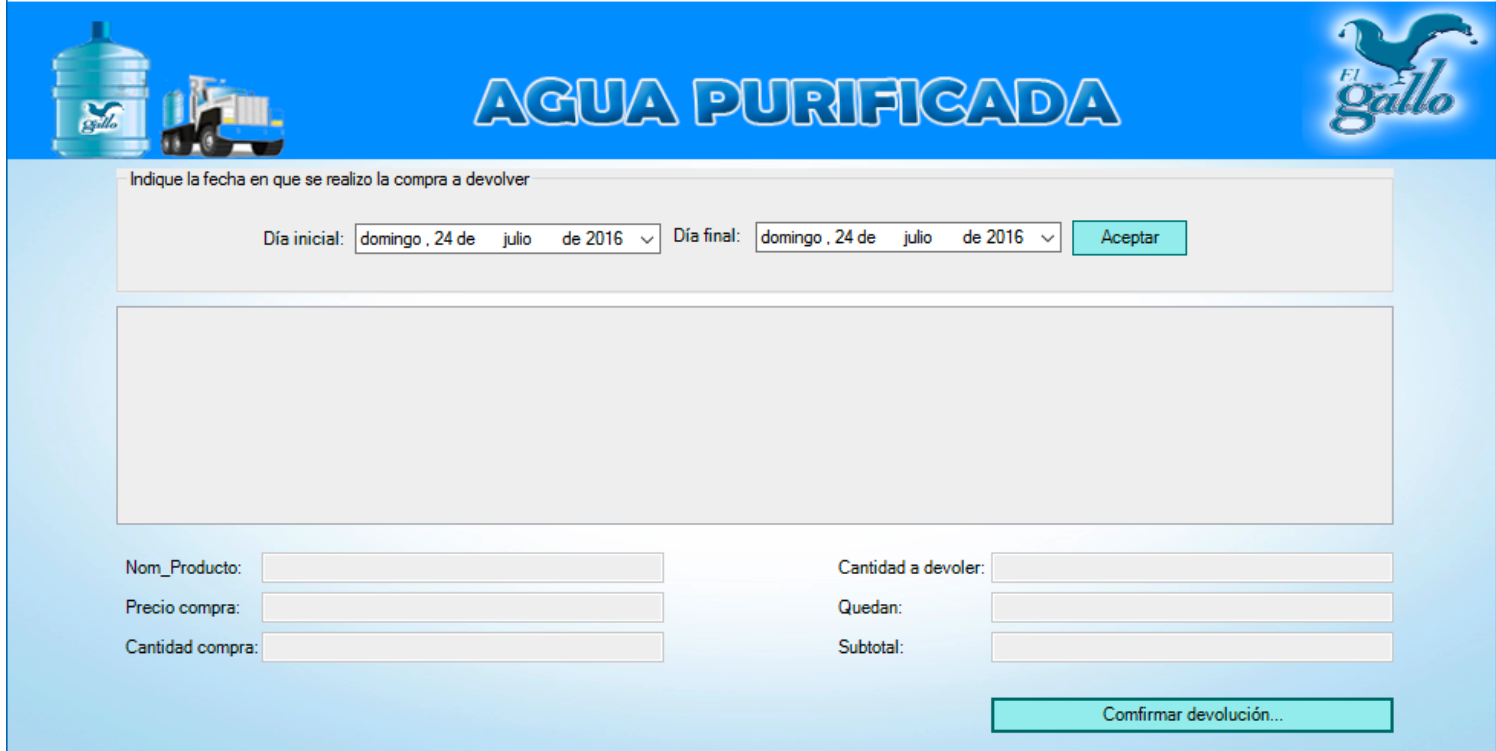 gallo
AGUA PURIFICADA
El
gallo
Indique la fecha en que se realizo la compra a devolver
Día inicial: domingo , 24 de julio de 2016 Día final: domingo , 24 de julio de 2016 Aceptar
Nom_Producto: Cantidad a devoler:
Precio compra: Quedan:
Cantidad compra: Subtotal:
Comfirmar devolución...